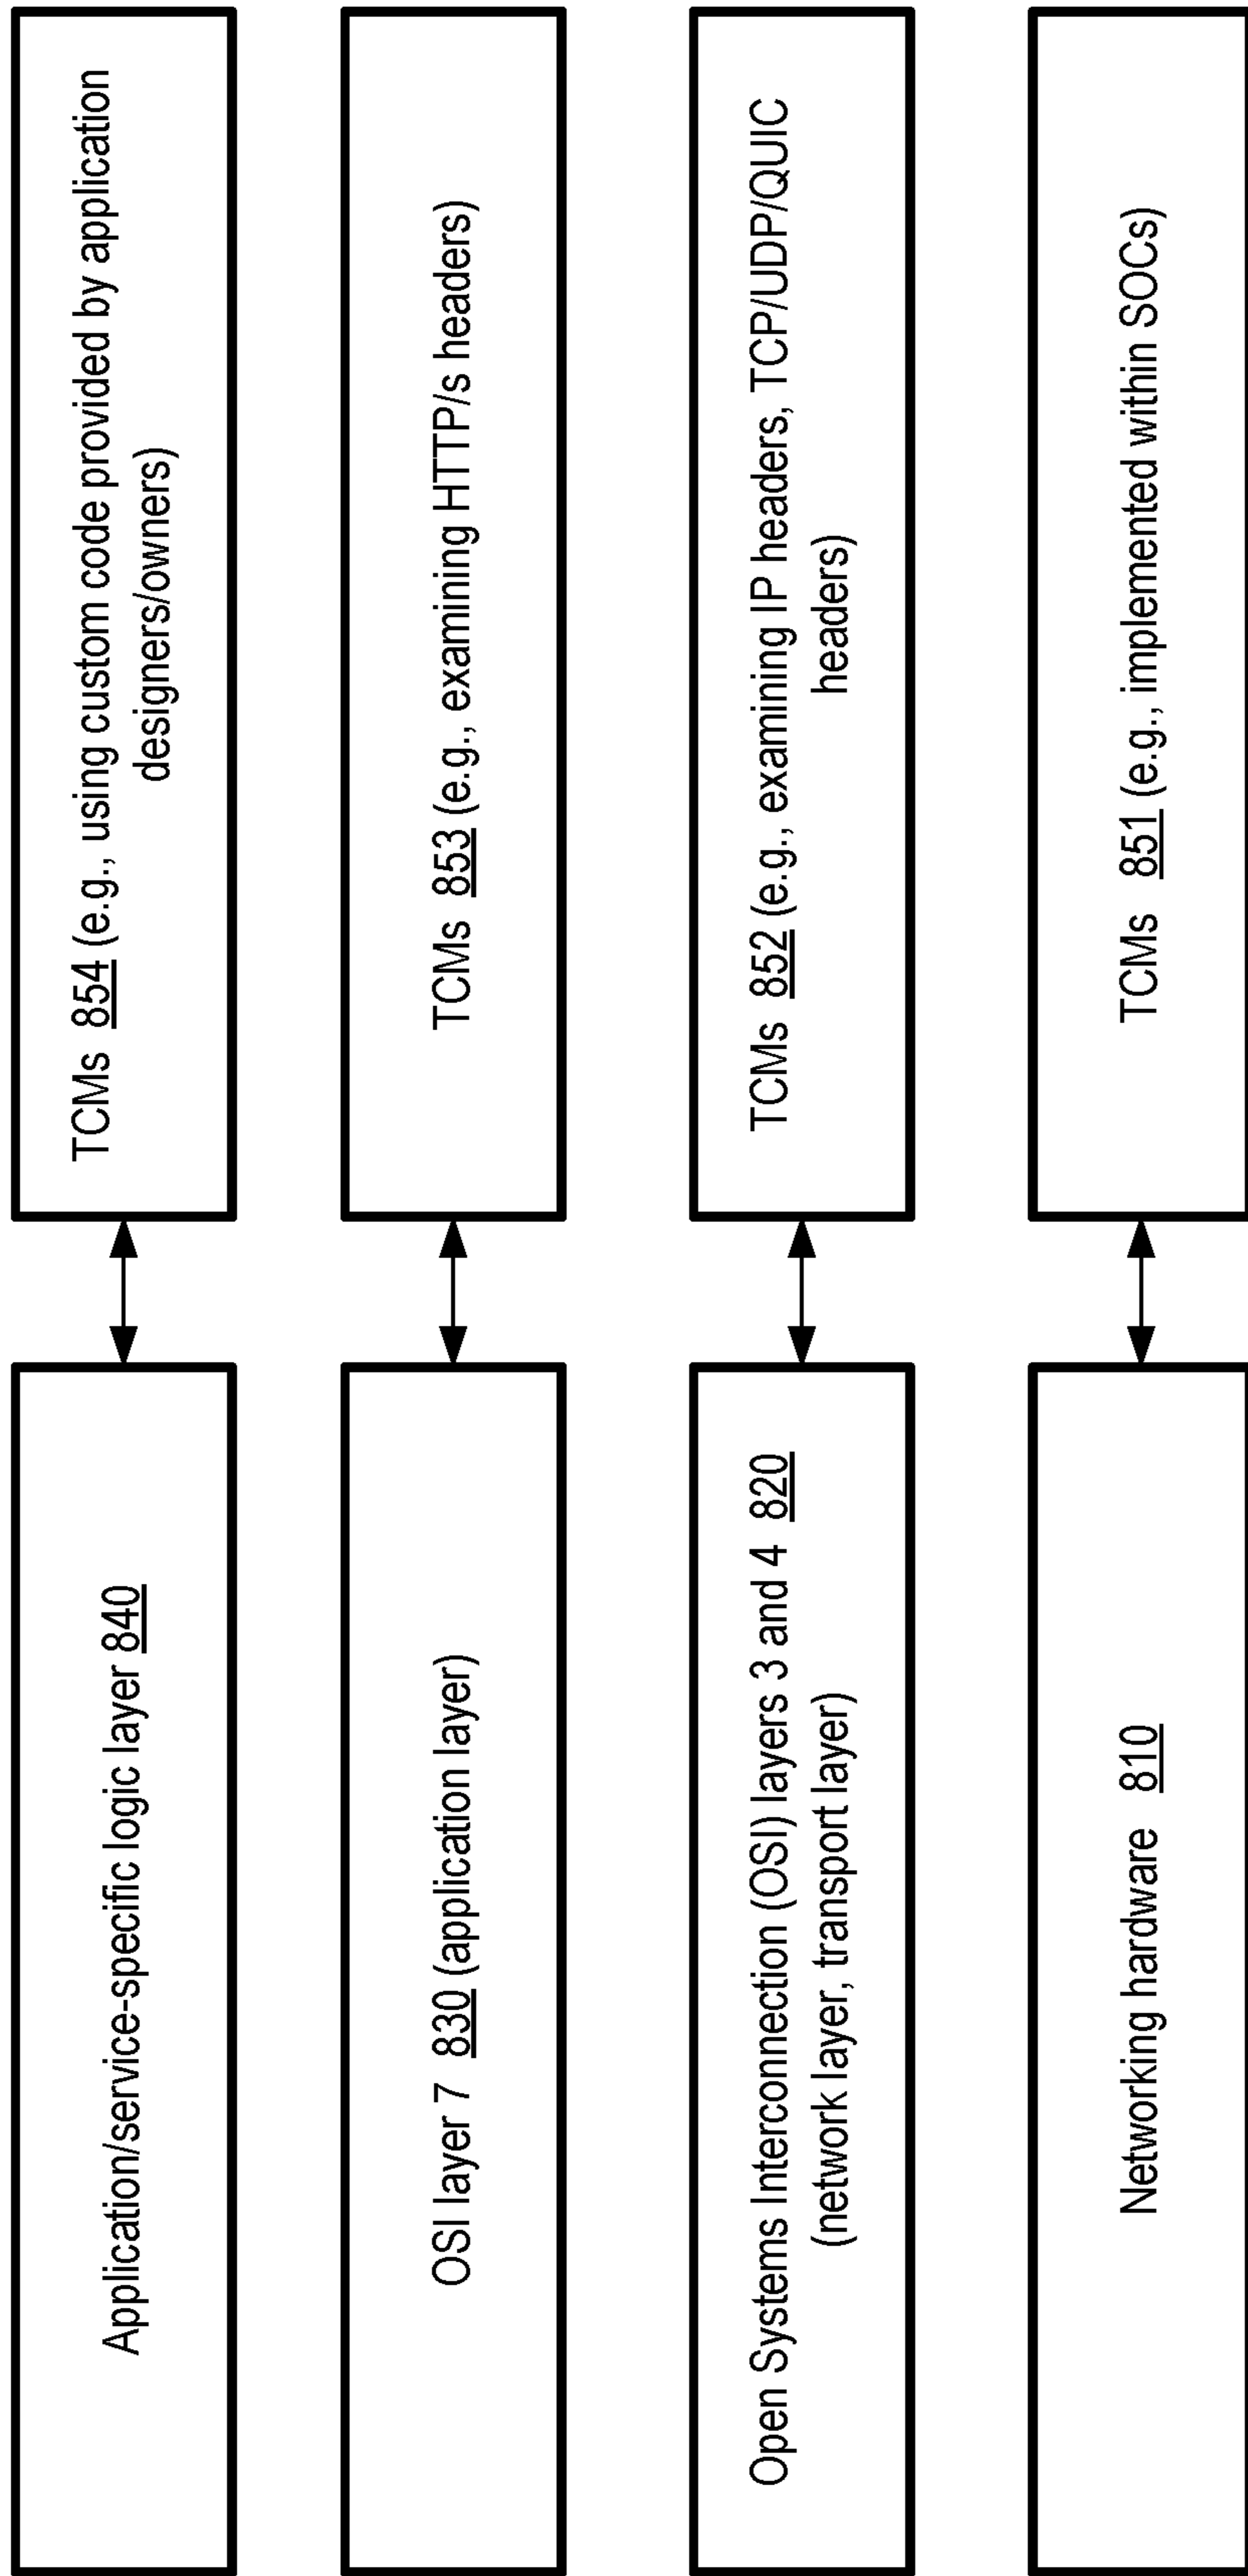 Application/service-specific logic layer 840
TCMs 854 (e.g., using custom code provided by application
designers/owners)
OSI layer 7 830 (application layer)
TCMs 853 (e.g., examining HTTP/s headers)
Open Systems Interconnection (OSI) layers 3 and 4 820
(network layer, transport layer)
TCMs 852 (e.g., examining IP headers, TCP/UDP/QUIC
headers)
Networking hardware 810
TCMs 851 (e.g., implemented within SOCs)